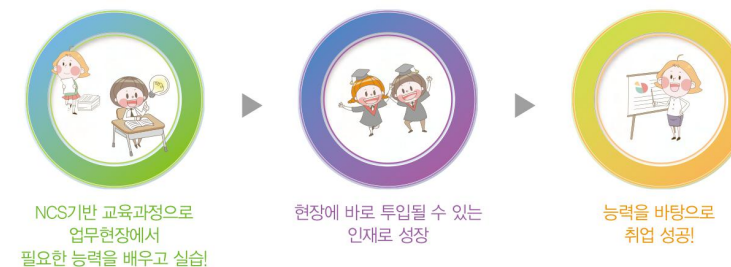 NCS기반 교육과정으로
업무현장에서
필요한 능력을 배우고 실습!
현장에 바로 투입될 수 있는
인재로 성장
능력을 바탕으로
취업 성공!